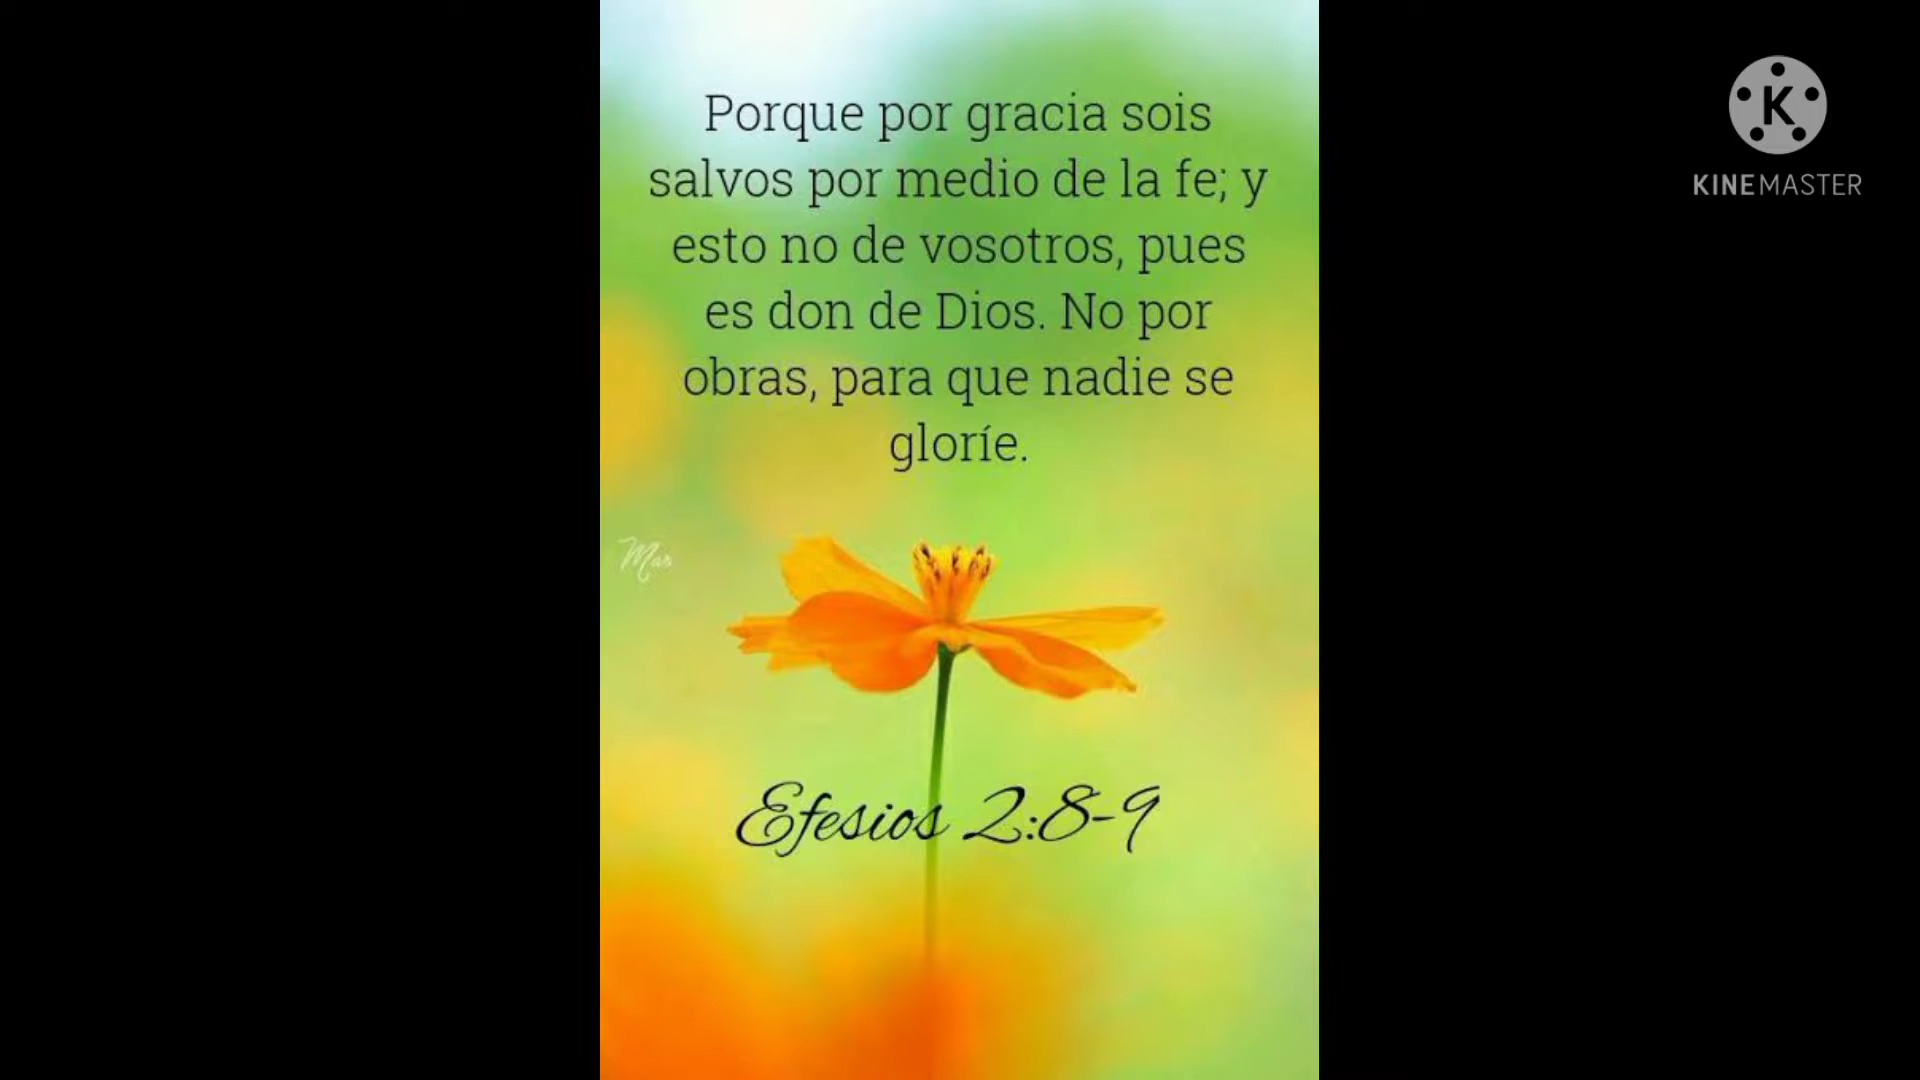 Porque por gracia sois
salvos por medio de la fe; y
esto no de vosotros, pues
es don de Dios. No por
obras, para que nadie se
gloríe.
Mar
Efesios 2:8-9
K
KINEMASTER